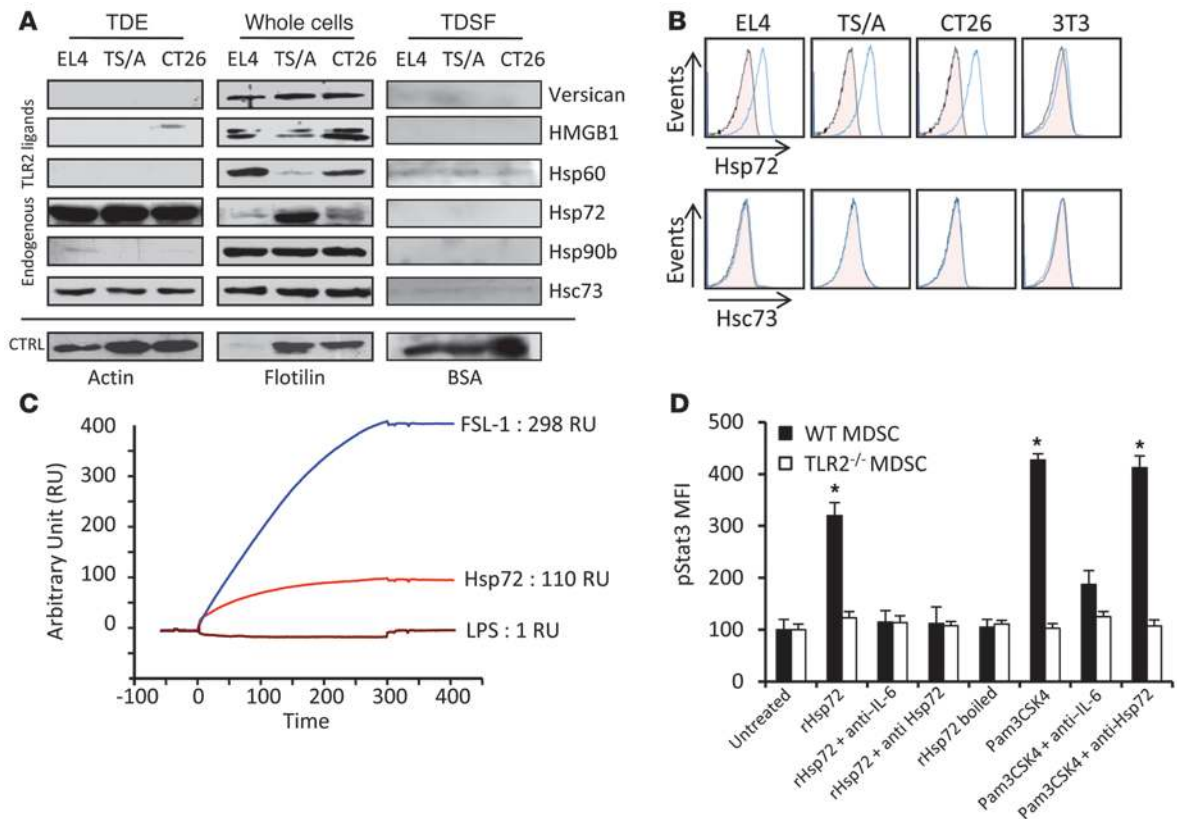 A
TDE Whole cells TDSF
EL4 TS/A CT26 EL4 TS/A CT26 EL4 TS/A CT26
Endogenous TLR2 ligands
Versican
HMGB1
Hsp60
Hsp72
Hsp90b
Hsc73
CTRL
Actin Flotilin BSA
B
EL4 TS/A CT26 3T3
Events
Hsp72
Events
Hsc73
C
Arbitrary Unit (RU)
400
300
200
100
0
FSL-1 : 298 RU
Hsp72 : 110 RU
LPS : 1 RU
-100 0 100 200 300 400
Time
D
pStat3 MFI
500
400
300
200
100
0
WT MDSC
TLR2-/- MDSC
* * *
Untreated
rHsp72
rHsp72 + anti-IL-6
rHsp72 + anti Hsp72
rHsp72 boiled
Pam3CSK4
Pam3CSK4 + anti-IL-6
Pam3CSK4 + anti-Hsp72